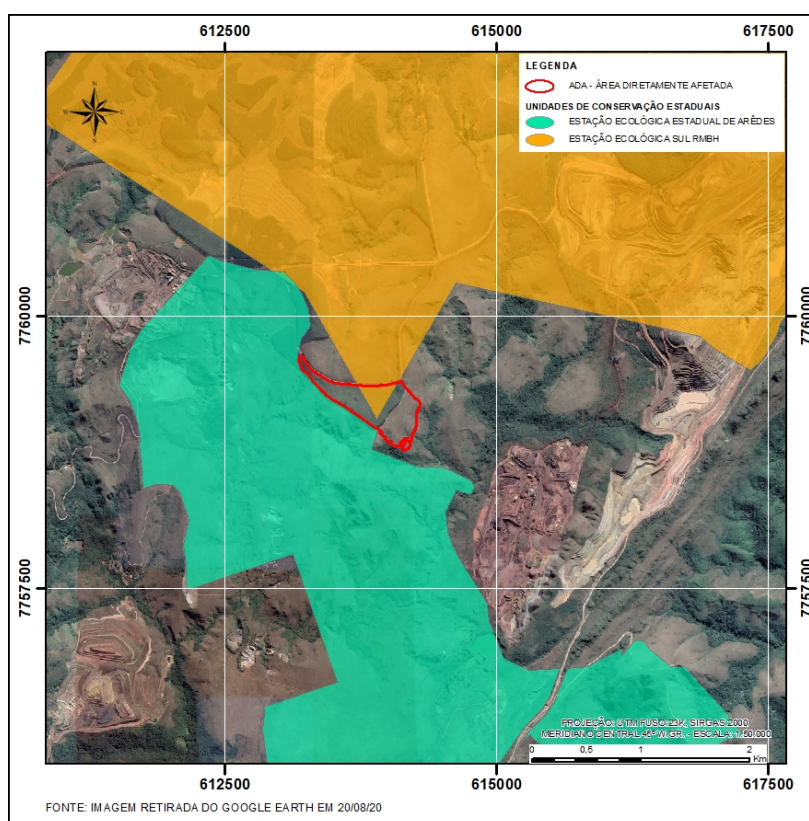 612500 615000 617500
LEGENDA
ADA - ÁREA DIRETAMENTE AFETADA
UNIDADES DE CONSERVAÇÃO ESTADUAIS
ESTAÇÃO ECOLÓGICA ESTADUAL DE ARÊDES
ESTAÇÃO ECOLÓGICA SUL RMBH
N
W E
S
7760000 7760000
7757500 7757500
PROJEÇÃO: UTM FUSO 23K, SIRGAS 2000
MERIDIANO CENTRAL 45º W.GR. - ESCALA: 1:50.000
0 0,5 1 2
Km
612500 615000 617500
FONTE: IMAGEM RETIRADA DO GOOGLE EARTH EM 20/08/20